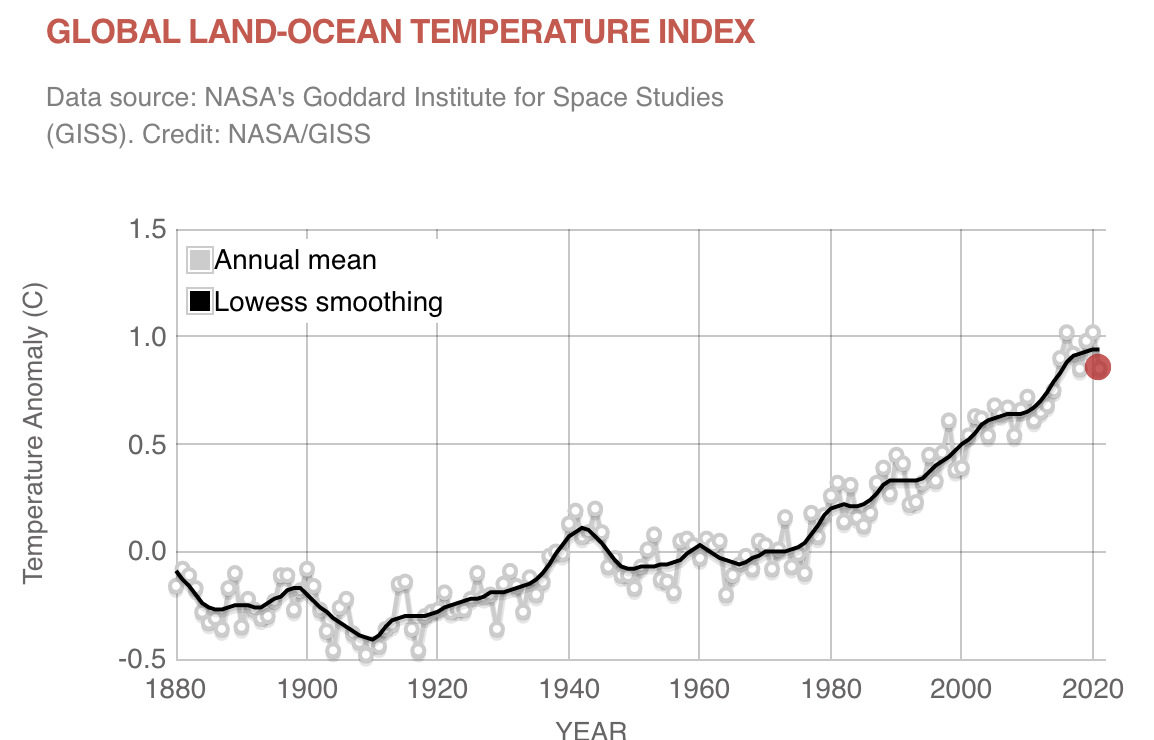 GLOBAL LAND-OCEAN TEMPERATURE INDEX
Data source: NASA's Goddard Institute for Space Studies
(GISS). Credit: NASA/GISS
1.5
Annual mean
Lowess smoothing
1.0
0.5
0.0
-0.5
Temperature Anomaly (C)
1880 1900 1920 1940 1960 1980 2000 2020
YEAR